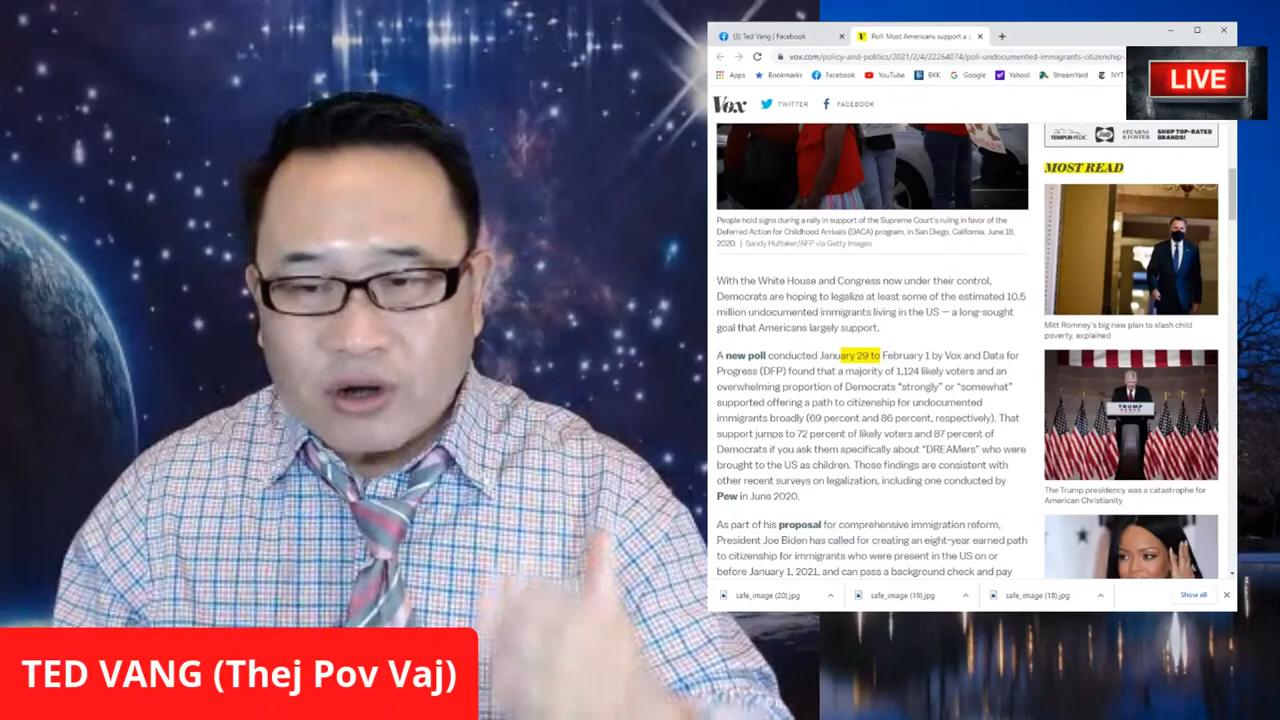 (3) Ted Vang | Facebook
Poll: Most Americans support a
vox.com/policy-and-politics/2021/2/4/22264074/poll-undocumented-immigrants-citizenship-
Apps Bookmarks Facebook YouTube BKK Google Yahoo! StreamYard NYT
LIVE
Vox TWITTER FACEBOOK
TEMPUR-PEDIC Sealy STEARNS & FOSTER SHOP TOP-RATED BRANDS!
MOST READ
People hold signs during a rally in support of the Supreme Court's ruling in favor of the
Deferred Action for Childhood Arrivals (DACA) program, in San Diego, California, June 18,
2020. | Sandy Huffaker/AFP via Getty Images
With the White House and Congress now under their control,
Democrats are hoping to legalize at least some of the estimated 10.5
million undocumented immigrants living in the US — a long-sought
goal that Americans largely support.
Mitt Romney's big new plan to slash child
poverty, explained
A new poll conducted January 29 to February 1 by Vox and Data for
Progress (DFP) found that a majority of 1,124 likely voters and an
overwhelming proportion of Democrats “strongly” or “somewhat”
supported offering a path to citizenship for undocumented
immigrants broadly (69 percent and 86 percent, respectively). That
support jumps to 72 percent of likely voters and 87 percent of
Democrats if you ask them specifically about “DREAMers” who were
brought to the US as children. Those findings are consistent with
other recent surveys on legalization, including one conducted by
Pew in June 2020.
TRUMP
The Trump presidency was a catastrophe for
American Christianity
As part of his proposal for comprehensive immigration reform,
President Joe Biden has called for creating an eight-year earned path
to citizenship for immigrants who were present in the US on or
before January 1, 2021, and can pass a background check and pay
safe_image (20).jpg safe_image (19).jpg safe_image (18).jpg Show all
TED VANG (Thej Pov Vaj)